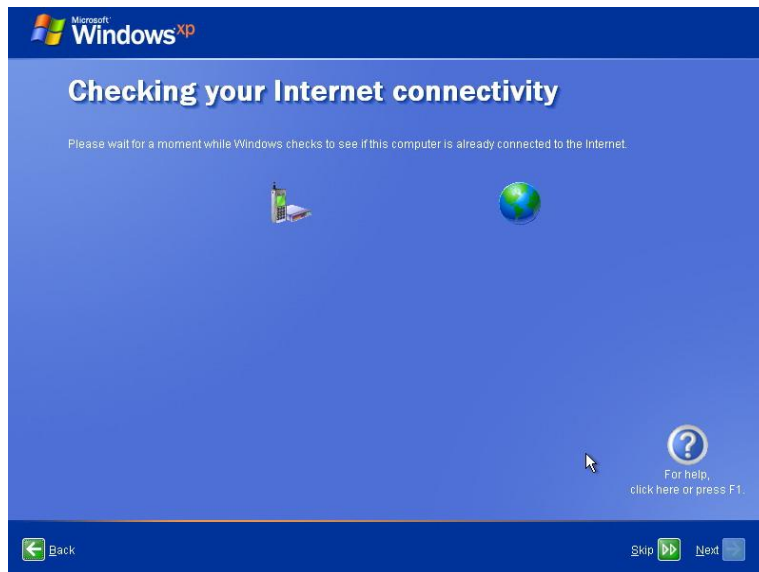 Microsoft
Windows xp
Checking your Internet connectivity
Please wait for a moment while Windows checks to see if this computer is already connected to the Internet.
?
For help,
click here or press F1.
Back
Skip
Next